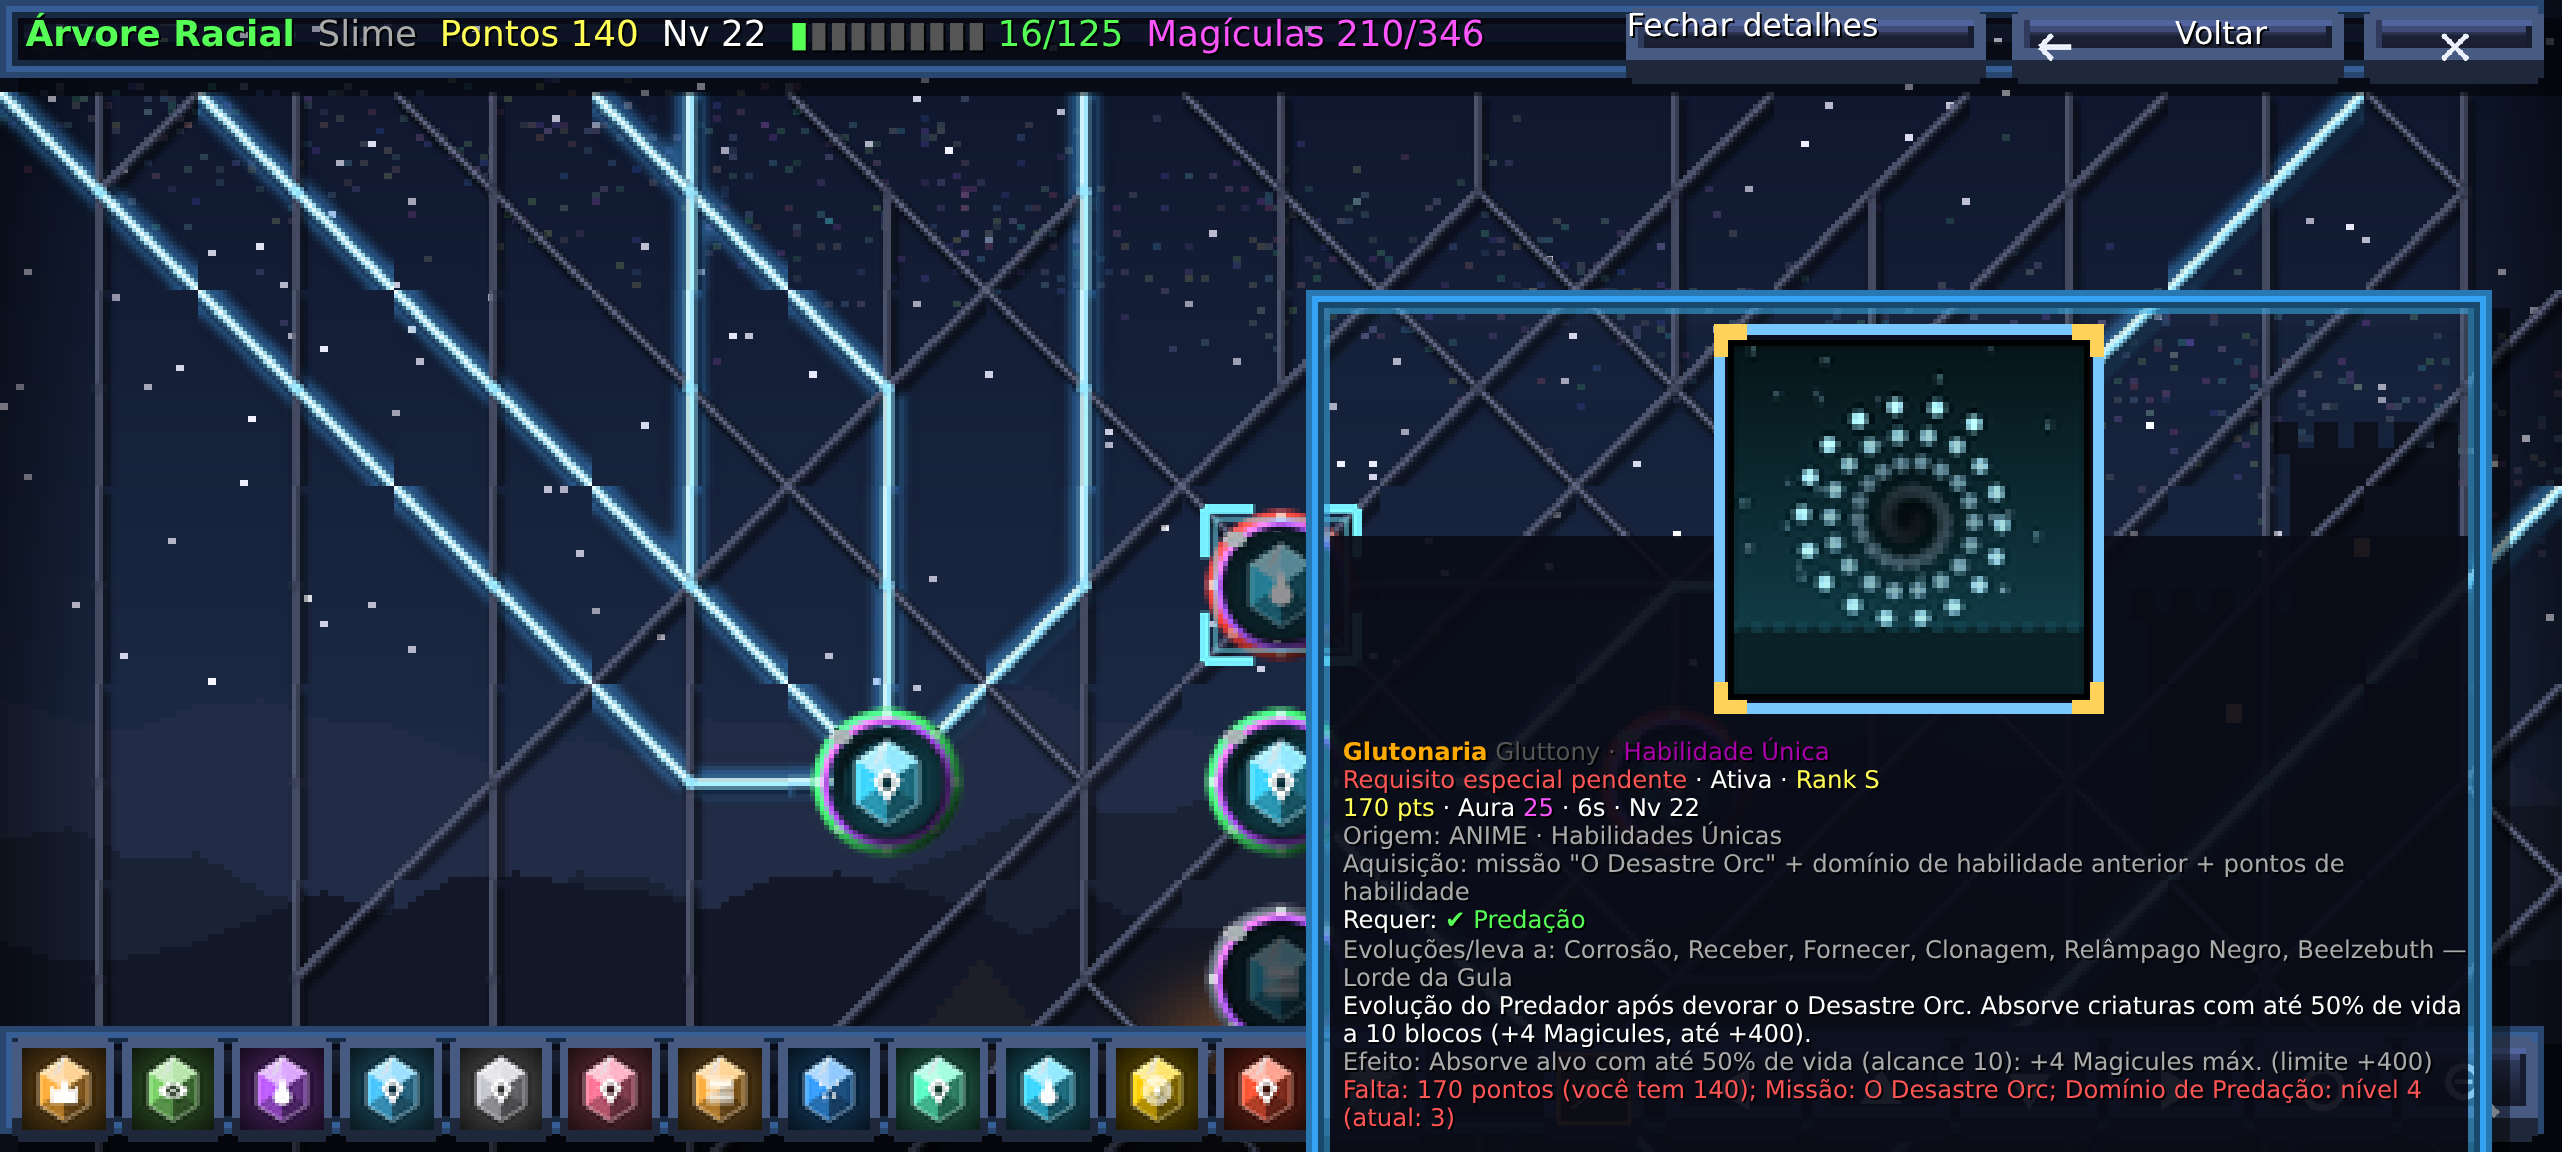 Árvore Racial Slime Pontos 140 Nv 22 16/125 Magículas 210/346 Fechar detalhes Voltar
Glutonaria Gluttony · Habilidade Única
Requisito especial pendente · Ativa · Rank S
170 pts · Aura 25 · 6s · Nv 22
Origem: ANIME · Habilidades Únicas
Aquisição: missão "O Desastre Orc" + domínio de habilidade anterior + pontos de
habilidade
Requer: ✔ Predação
Evoluções/leva a: Corrosão, Receber, Fornecer, Clonagem, Relâmpago Negro, Beelzebuth —
Lorde da Gula
Evolução do Predador após devorar o Desastre Orc. Absorve criaturas com até 50% de vida
a 10 blocos (+4 Magicules, até +400).
Efeito: Absorve alvo com até 50% de vida (alcance 10): +4 Magicules máx. (limite +400)
Falta: 170 pontos (você tem 140); Missão: O Desastre Orc; Domínio de Predação: nível 4
(atual: 3)